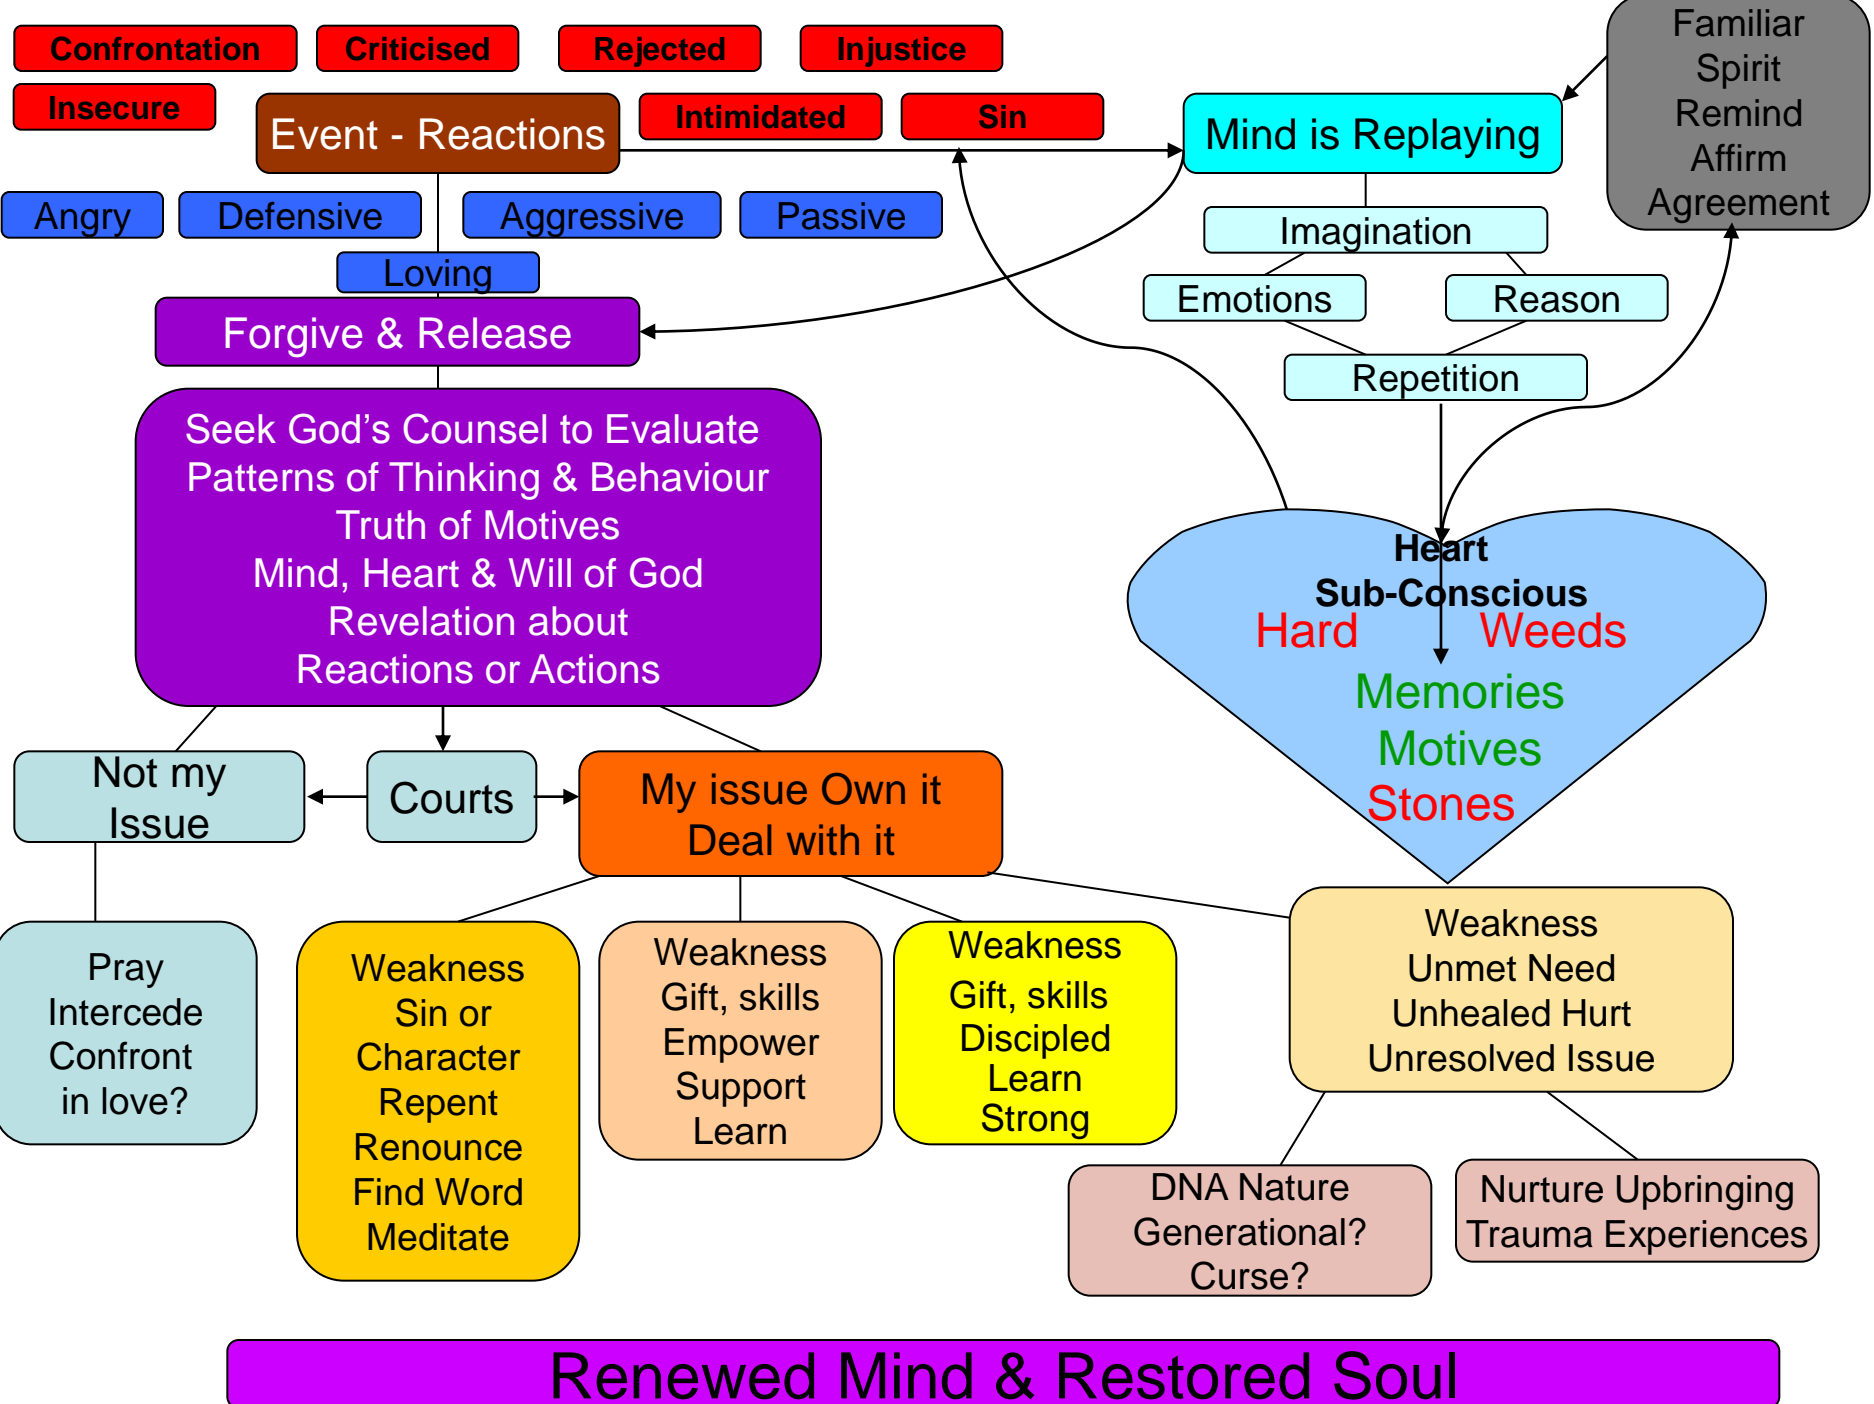 Confrontation
Criticised
Rejected
Injustice
Insecure
Event - Reactions
Intimidated
Sin
Mind is Replaying
Familiar
Spirit
Remind
Affirm
Agreement
Angry
Defensive
Aggressive
Passive
Loving
Imagination
Emotions
Reason
Repetition
Forgive & Release
Seek God’s Counsel to Evaluate
Patterns of Thinking & Behaviour
Truth of Motives
Mind, Heart & Will of God
Revelation about
Reactions or Actions
Heart
Sub-Conscious
Hard
Weeds
Memories
Motives
Stones
Not my
Issue
Courts
My issue Own it
Deal with it
Pray
Intercede
Confront
in love?
Weakness
Sin or
Character
Repent
Renounce
Find Word
Meditate
Weakness
Gift, skills
Empower
Support
Learn
Weakness
Gift, skills
Discipled
Learn
Strong
Weakness
Unmet Need
Unhealed Hurt
Unresolved Issue
DNA Nature
Generational?
Curse?
Nurture Upbringing
Trauma Experiences
Renewed Mind & Restored Soul